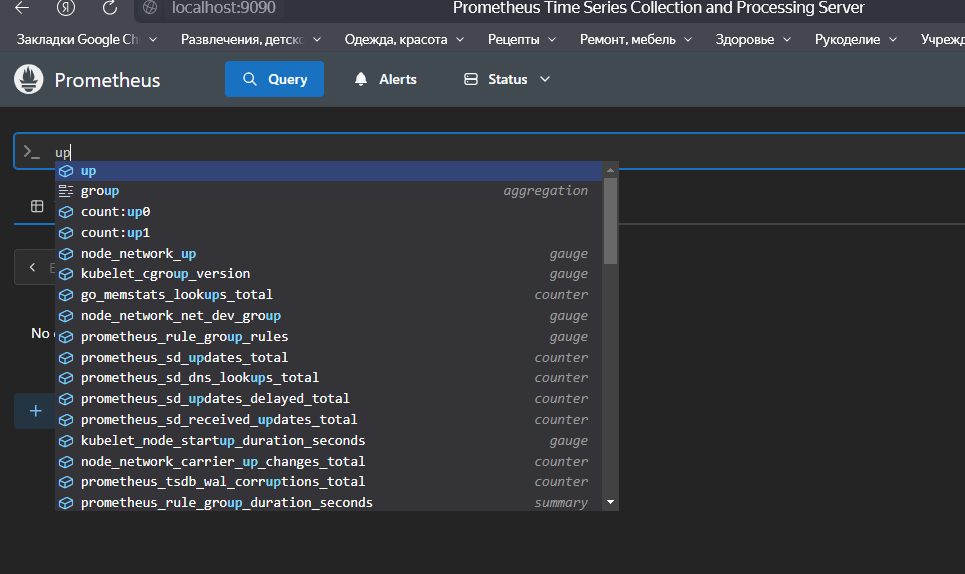 localhost:9090 Prometheus Time Series Collection and Processing Server
Закладки Google Ch Развлечения, детск Одежда, красота Рецепты Ремонт, мебель Здоровье Рукоделие Учрежд
Prometheus Query Alerts Status
>_ up
up
group aggregation
count:up0
count:up1
node_network_up gauge
kubelet_cgroup_version gauge
go_memstats_lookups_total counter
node_network_net_dev_group gauge
prometheus_rule_group_rules gauge
prometheus_sd_updates_total counter
prometheus_sd_dns_lookups_total counter
prometheus_sd_updates_delayed_total counter
prometheus_sd_received_updates_total counter
kubelet_node_startup_duration_seconds gauge
node_network_carrier_up_changes_total counter
prometheus_tsdb_wal_corruptions_total counter
prometheus_rule_group_duration_seconds summary
No